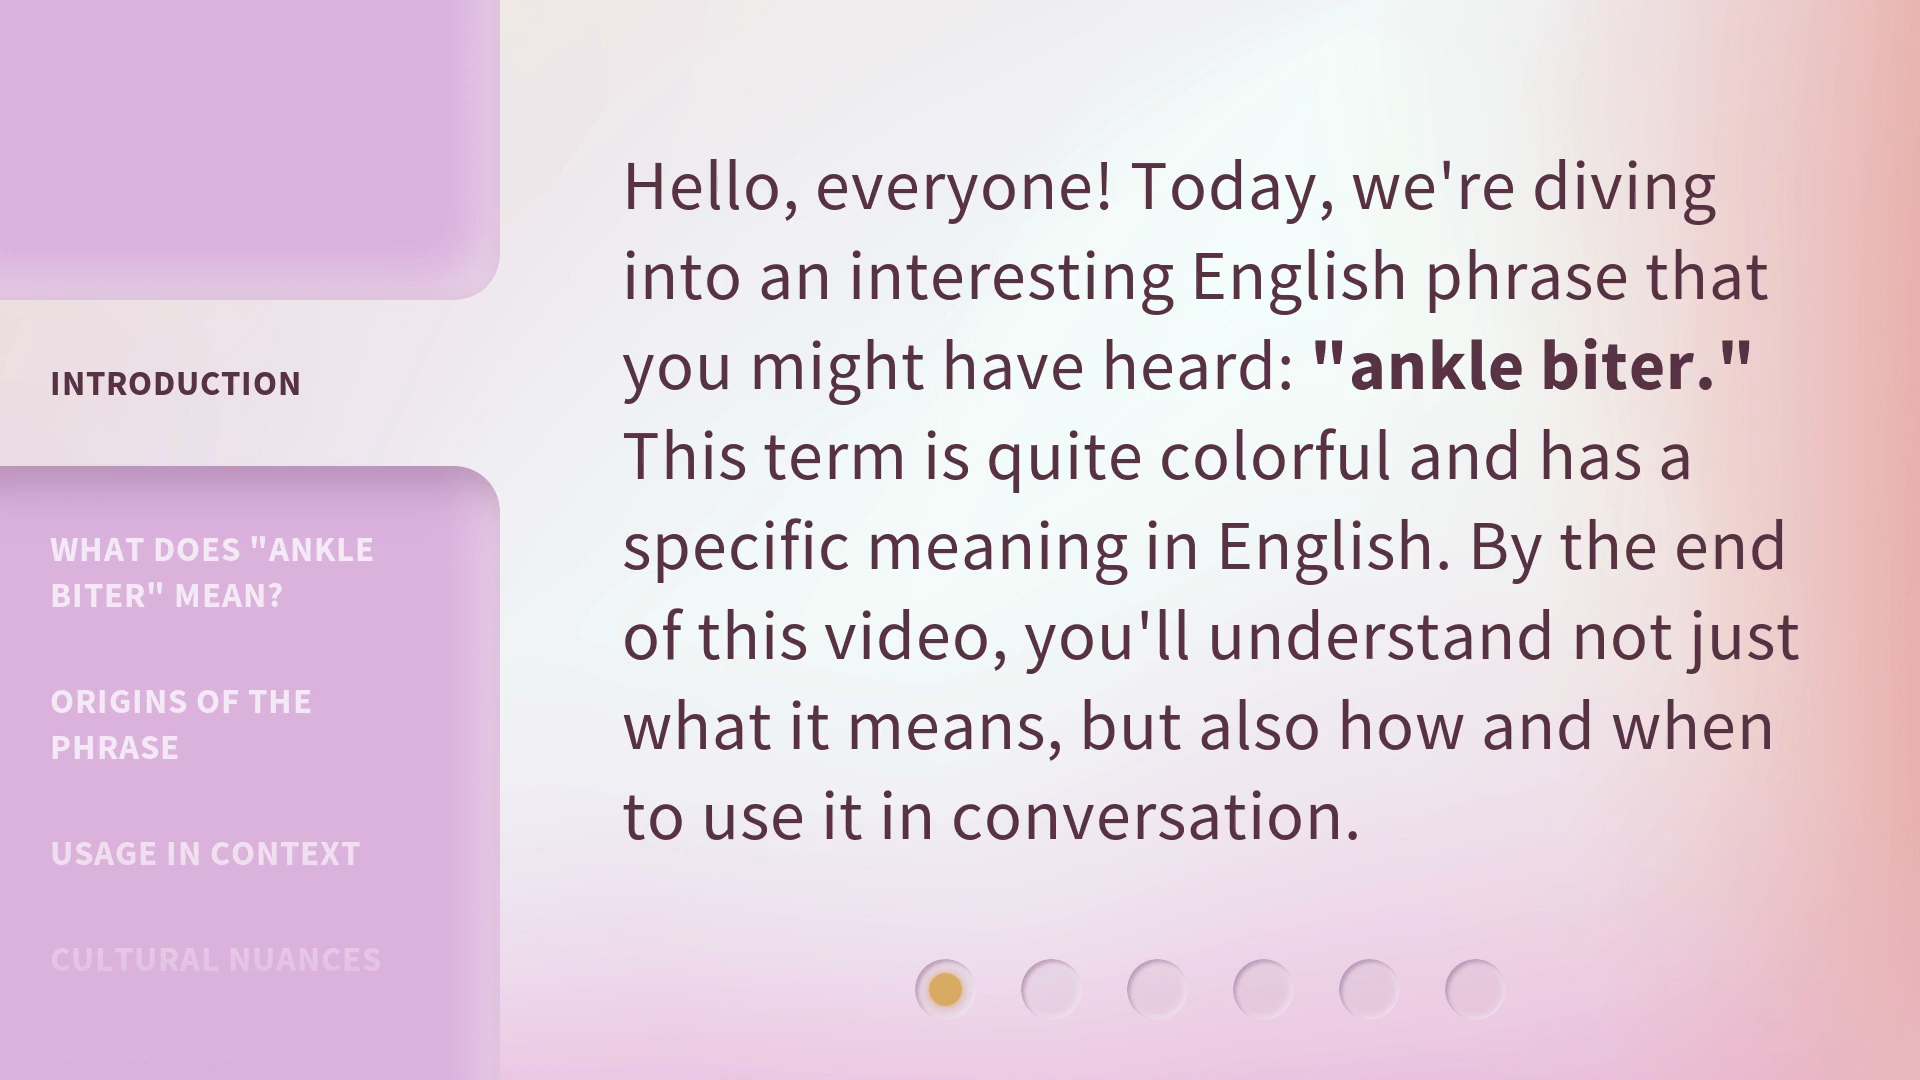 INTRODUCTION
WHAT DOES "ANKLE
BITER" MEAN?
ORIGINS OF THE
PHRASE
USAGE IN CONTEXT
CULTURAL NUANCES
Hello, everyone! Today, we're diving
into an interesting English phrase that
you might have heard: "ankle biter."
This term is quite colorful and has a
specific meaning in English. By the end
of this video, you'll understand not just
what it means, but also how and when
to use it in conversation.